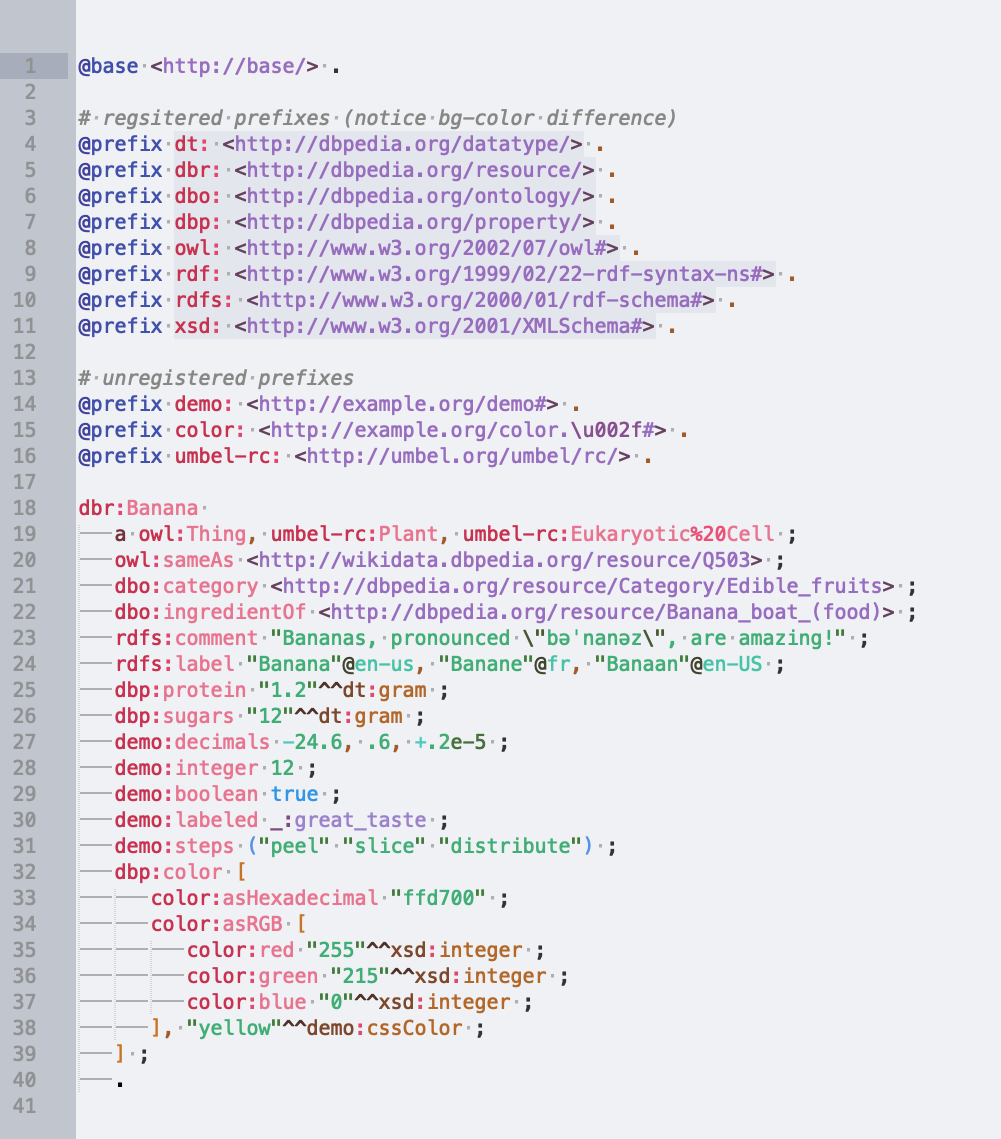 1 @base <http://base/> .
2
3 # regsitered prefixes (notice bg-color difference)
4 @prefix dt: <http://dbpedia.org/datatype/> .
5 @prefix dbr: <http://dbpedia.org/resource/> .
6 @prefix dbo: <http://dbpedia.org/ontology/> .
7 @prefix dbp: <http://dbpedia.org/property/> .
8 @prefix owl: <http://www.w3.org/2002/07/owl#> .
9 @prefix rdf: <http://www.w3.org/1999/02/22-rdf-syntax-ns#> .
10 @prefix rdfs: <http://www.w3.org/2000/01/rdf-schema#> .
11 @prefix xsd: <http://www.w3.org/2001/XMLSchema#> .
12
13 # unregistered prefixes
14 @prefix demo: <http://example.org/demo#> .
15 @prefix color: <http://example.org/color.\u002f#> .
16 @prefix umbel-rc: <http://umbel.org/umbel/rc/> .
17
18 dbr:Banana
19 a owl:Thing, umbel-rc:Plant, umbel-rc:Eukaryotic%20Cell ;
20 owl:sameAs <http://wikidata.dbpedia.org/resource/Q503> ;
21 dbo:category <http://dbpedia.org/resource/Category/Edible_fruits> ;
22 dbo:ingredientOf <http://dbpedia.org/resource/Banana_boat_(food)> ;
23 rdfs:comment "Bananas, pronounced \"bəˈnanəz\", are amazing!" ;
24 rdfs:label "Banana"@en-us, "Banane"@fr, "Banaan"@en-US ;
25 dbp:protein "1.2"^^dt:gram ;
26 dbp:sugars "12"^^dt:gram ;
27 demo:decimals -24.6, .6, +.2e-5 ;
28 demo:integer 12 ;
29 demo:boolean true ;
30 demo:labeled _:great_taste ;
31 demo:steps ("peel" "slice" "distribute") ;
32 dbp:color [
33 color:asHexadecimal "ffd700" ;
34 color:asRGB [
35 color:red "255"^^xsd:integer ;
36 color:green "215"^^xsd:integer ;
37 color:blue "0"^^xsd:integer ;
38 ], "yellow"^^demo:cssColor ;
39 ] ;
40 .
41